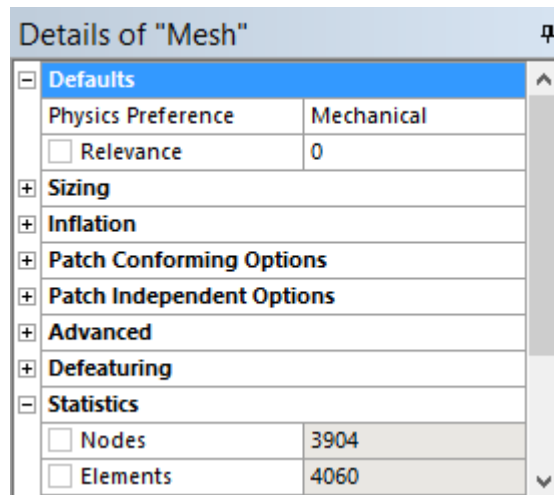 Details of "Mesh"
Defaults
Physics Preference Mechanical
Relevance 0
Sizing
Inflation
Patch Conforming Options
Patch Independent Options
Advanced
Defeaturing
Statistics
Nodes 3904
Elements 4060